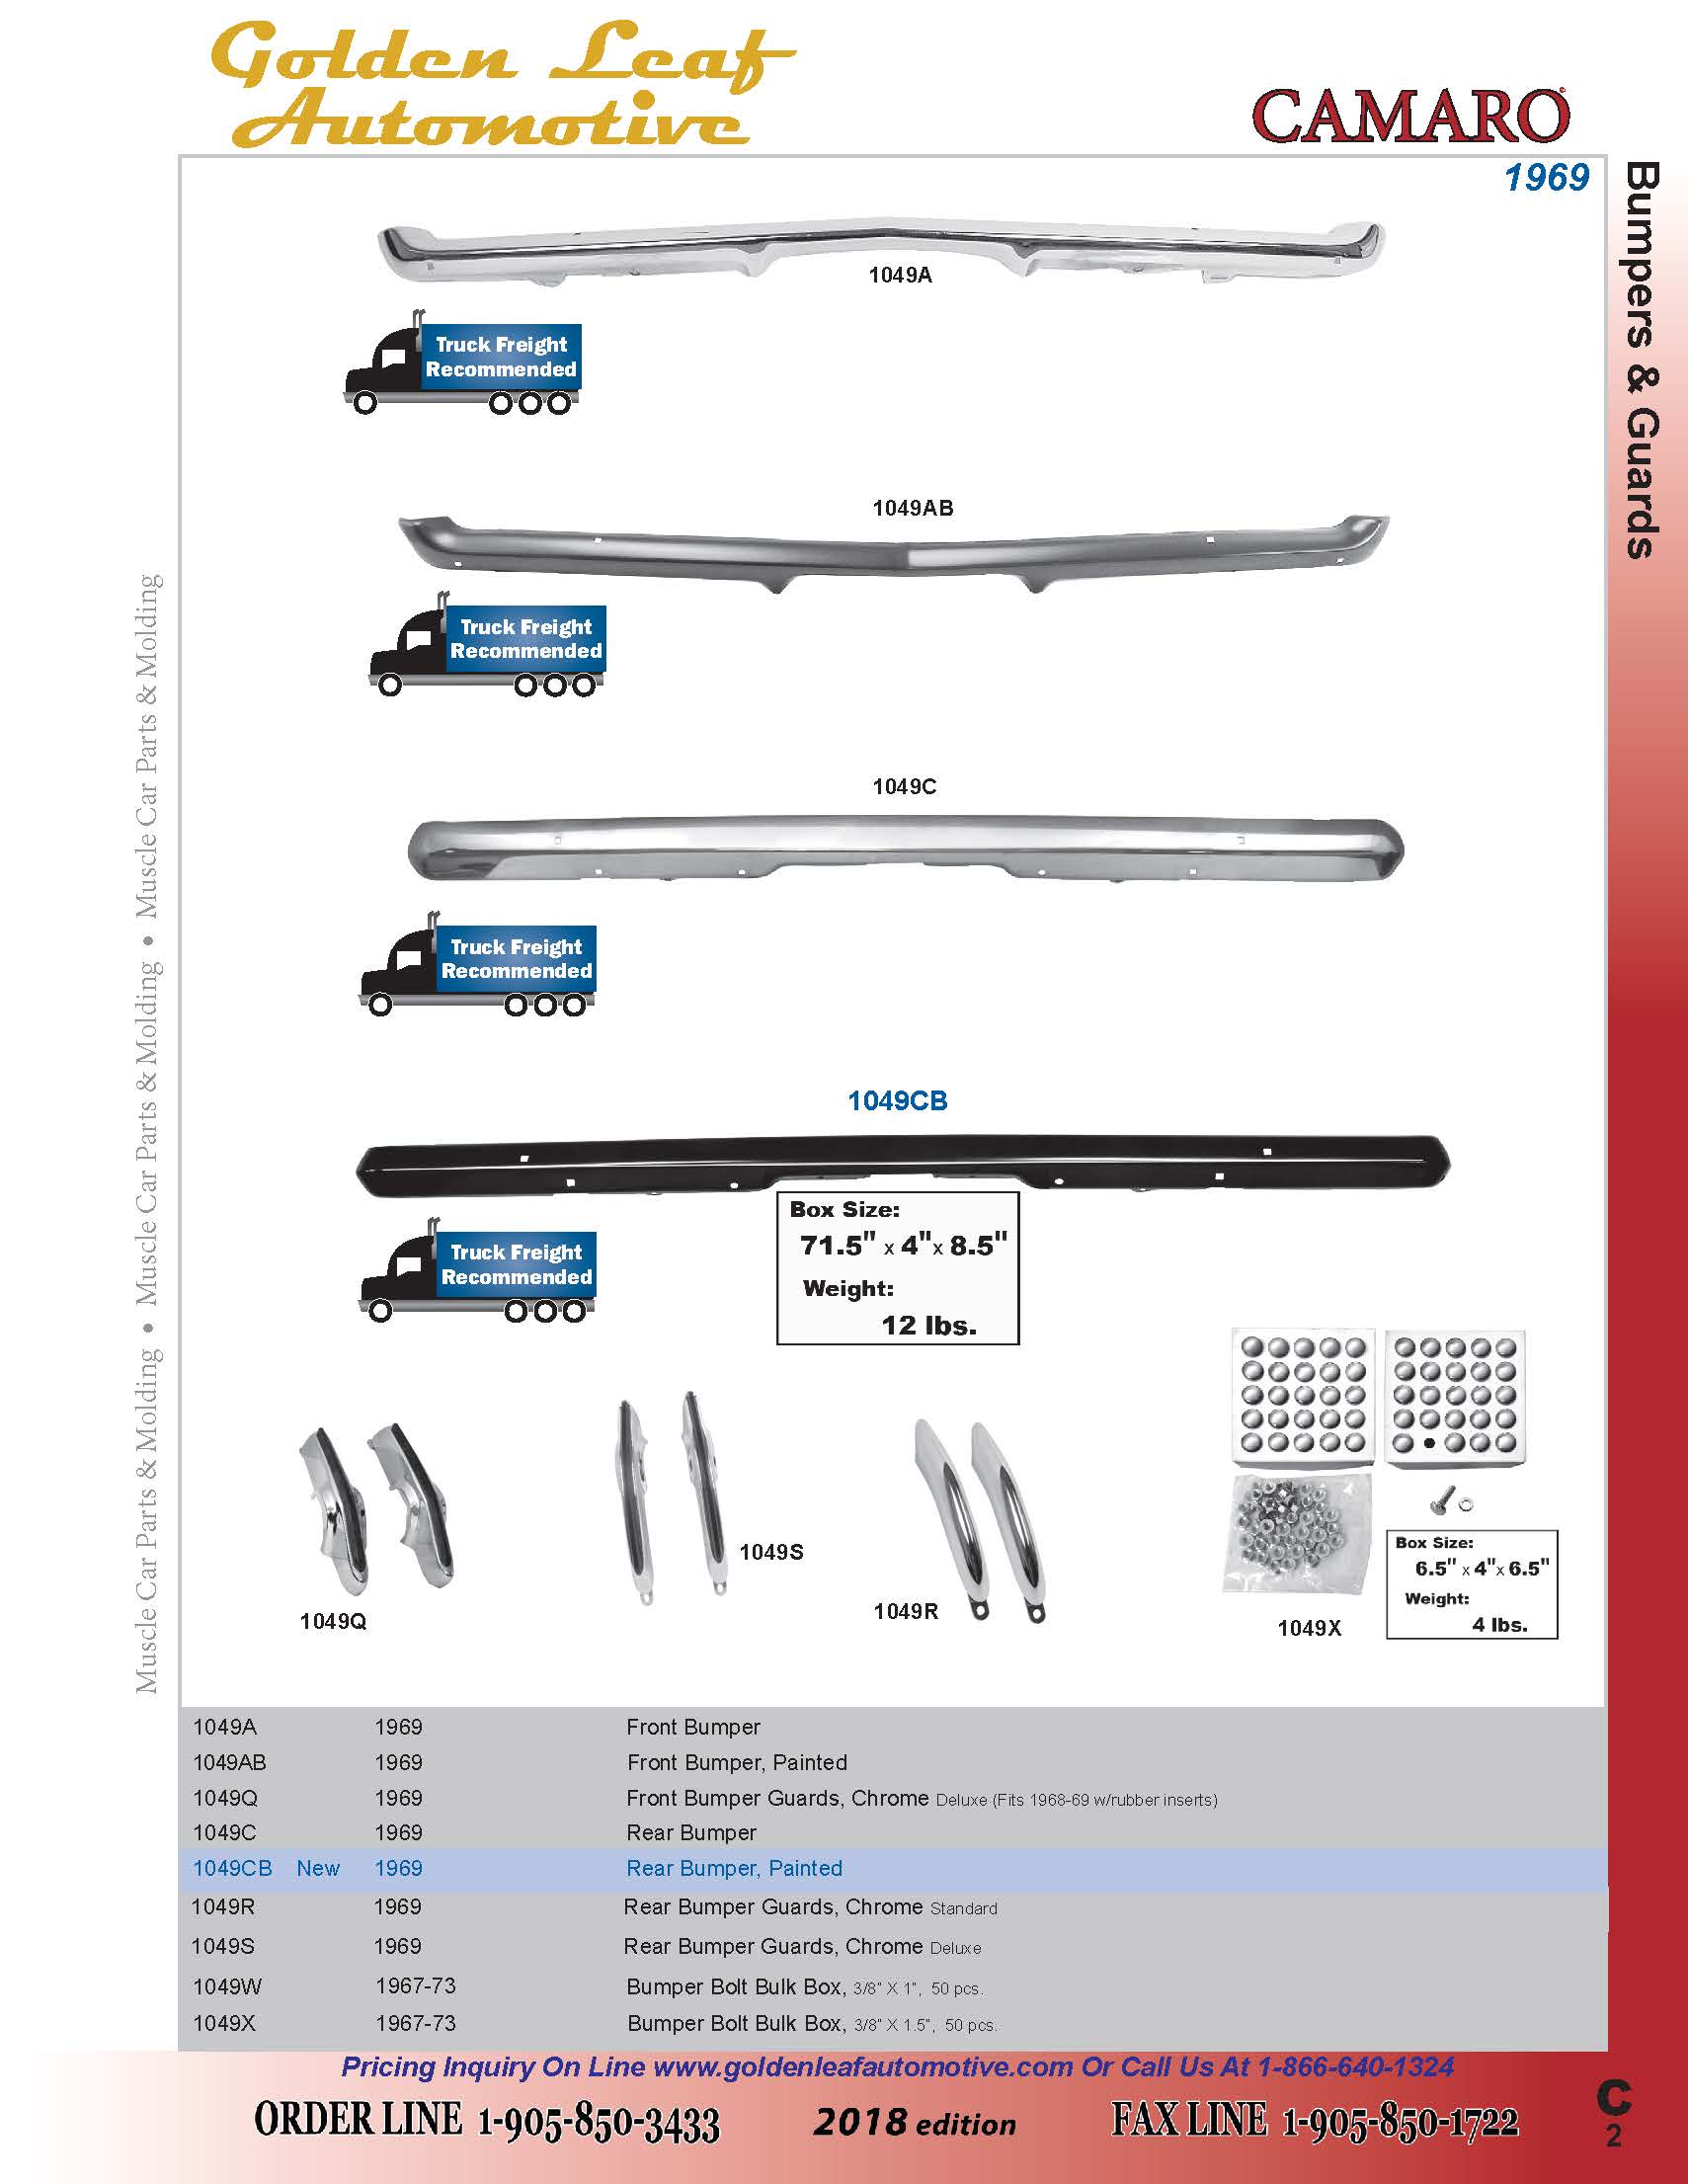 Golden Leaf
Automotive
CAMARO
1969
Bumpers & Guards
Muscle Car Parts & Molding • Muscle Car Parts & Molding • Muscle Car Parts & Molding
1049A
Truck Freight
Recommended
1049AB
Truck Freight
Recommended
1049C
Truck Freight
Recommended
1049CB
Truck Freight
Recommended
Box Size:
71.5" x 4"x 8.5"
Weight:
12 lbs.
1049Q
1049S
1049R
1049X
Box Size:
6.5" x 4"x 6.5"
Weight:
4 lbs.
1049A 1969 Front Bumper
1049AB 1969 Front Bumper, Painted
1049Q 1969 Front Bumper Guards, Chrome Deluxe (Fits 1968-69 w/rubber inserts)
1049C 1969 Rear Bumper
1049CB New 1969 Rear Bumper, Painted
1049R 1969 Rear Bumper Guards, Chrome Standard
1049S 1969 Rear Bumper Guards, Chrome Deluxe
1049W 1967-73 Bumper Bolt Bulk Box, 3/8" X 1", 50 pcs.
1049X 1967-73 Bumper Bolt Bulk Box, 3/8" X 1.5", 50 pcs.
Pricing Inquiry On Line www.goldenleafautomotive.com Or Call Us At 1-866-640-1324
ORDER LINE 1-905-850-3433 2018 edition FAX LINE 1-905-850-1722
C
2